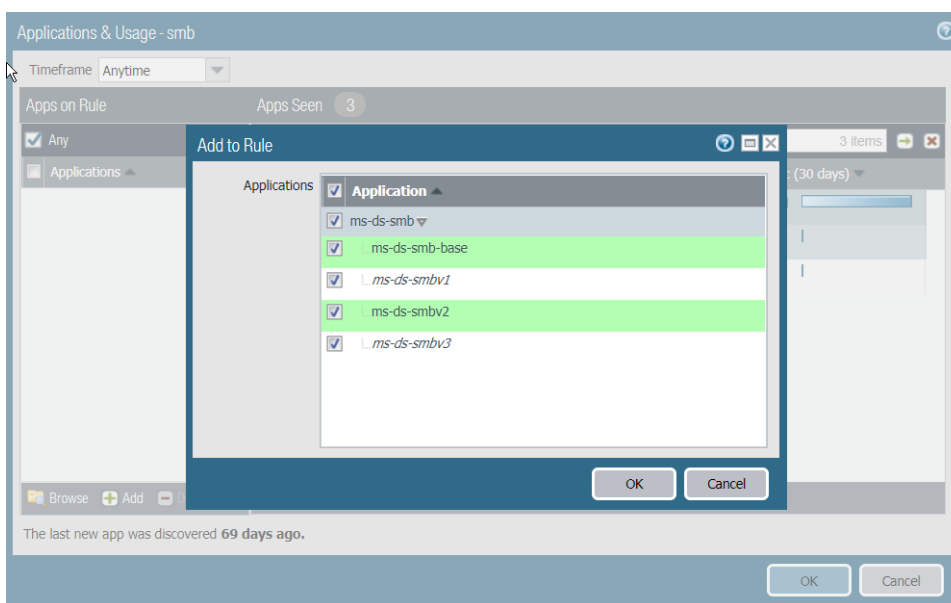 Applications & Usage - smb
Timeframe Anytime
Apps on Rule Apps Seen 3
Any
3 items
Applications
(30 days)
Add to Rule
Applications
Application
ms-ds-smb
ms-ds-smb-base
ms-ds-smbv1
ms-ds-smbv2
ms-ds-smbv3
OK Cancel
Browse Add
The last new app was discovered 69 days ago.
OK Cancel